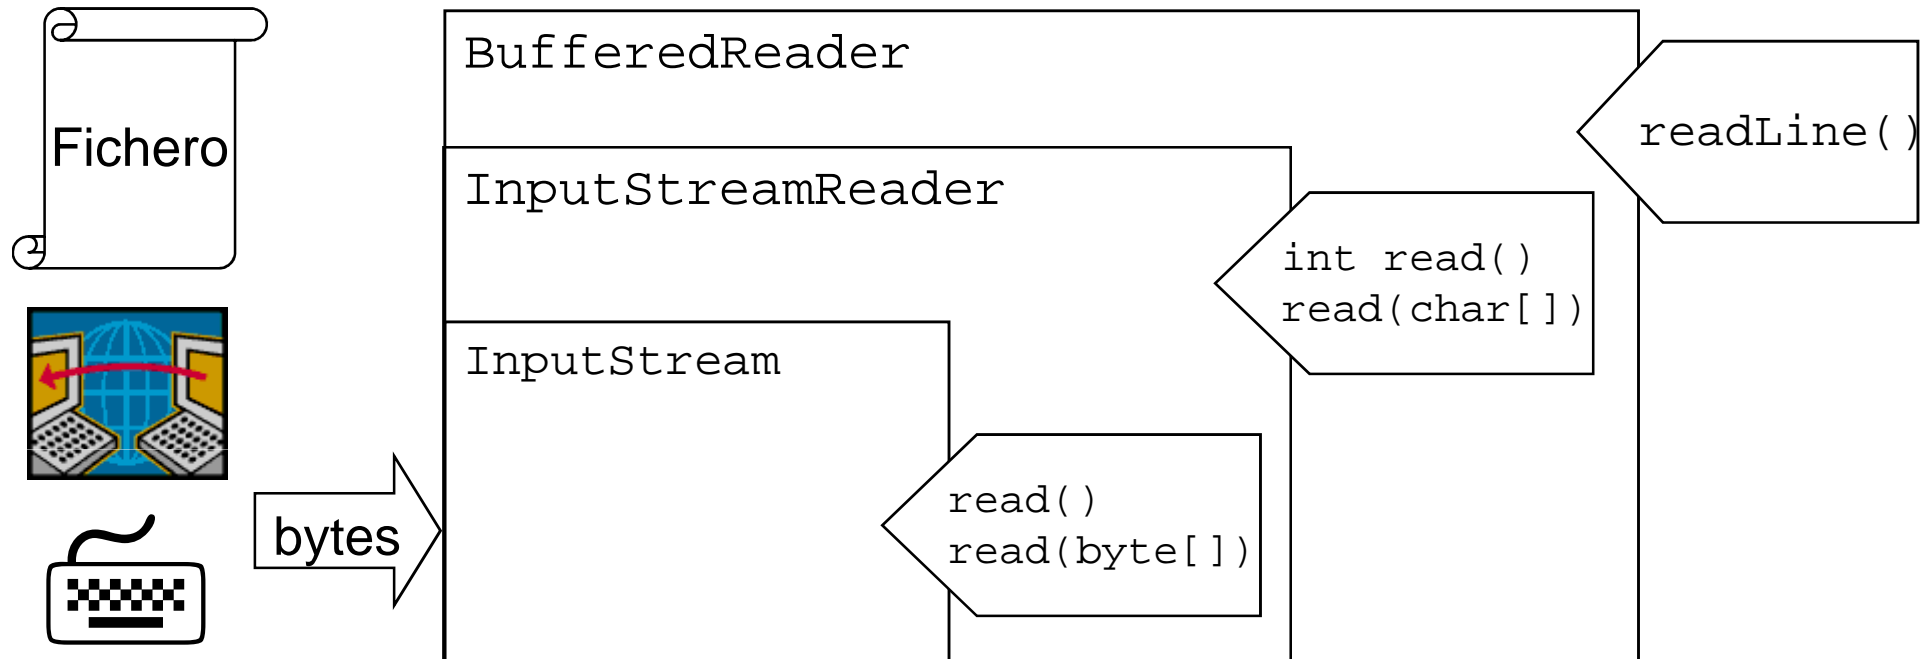 Fichero
BufferedReader
readLine()
InputStreamReader
int read()
read(char[])
InputStream
read()
read(byte[])
bytes